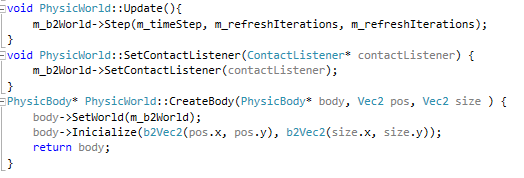 void PhysicWorld::Update(){
    m_b2World->Step(m_timeStep, m_refreshIterations, m_refreshIterations);
}
void PhysicWorld::SetContactListener(ContactListener* contactListener) {
    m_b2World->SetContactListener(contactListener);
}
PhysicBody* PhysicWorld::CreateBody(PhysicBody* body, Vec2 pos, Vec2 size ) {
    body->SetWorld(m_b2World);
    body->Inicialize(b2Vec2(pos.x, pos.y), b2Vec2(size.x, size.y));
    return body;
}